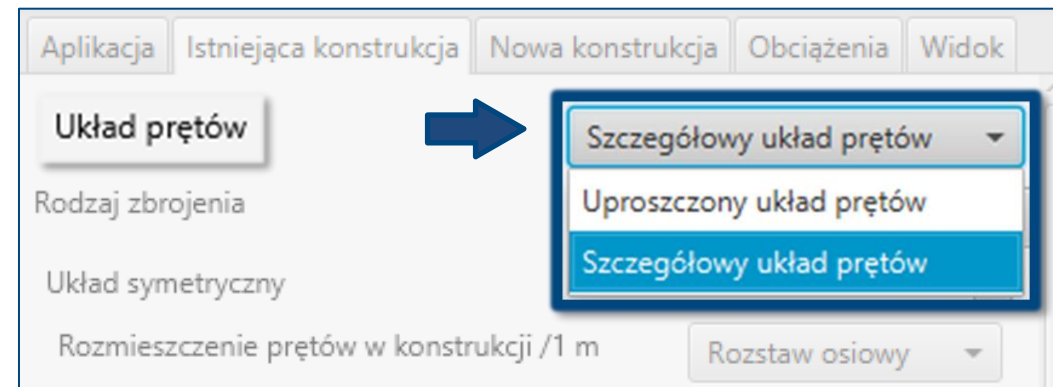 Aplikacja Istniejąca konstrukcja Nowa konstrukcja Obciążenia Widok
Układ prętów Szczegółowy układ prętów
Uproszczony układ prętów
Rodzaj zbrojenia
Szczegółowy układ prętów
Układ symetryczny
Rozmieszczenie prętów w konstrukcji /1 m Rozstaw osiowy